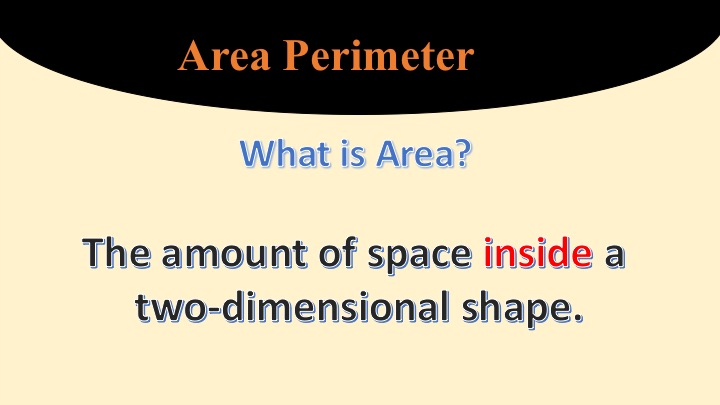 Area Perimeter
What is Area?
The amount of space inside a
two-dimensional shape.